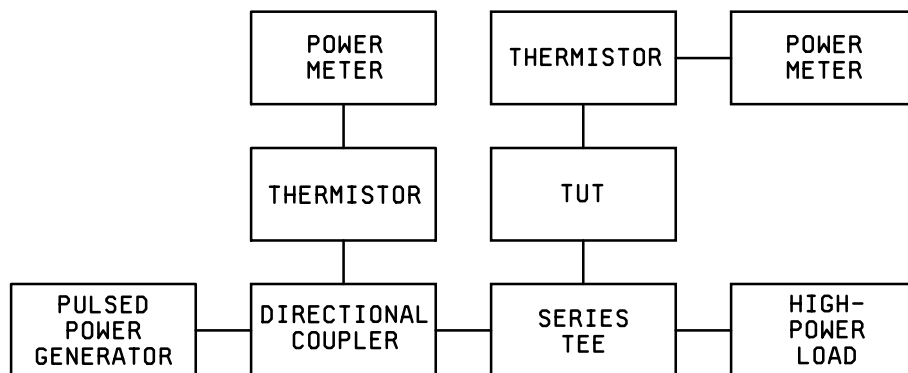 POWER
METER
THERMISTOR
POWER
METER
THERMISTOR
TUT
PULSED
POWER
GENERATOR
DIRECTIONAL
COUPLER
SERIES
TEE
HIGH-
POWER
LOAD